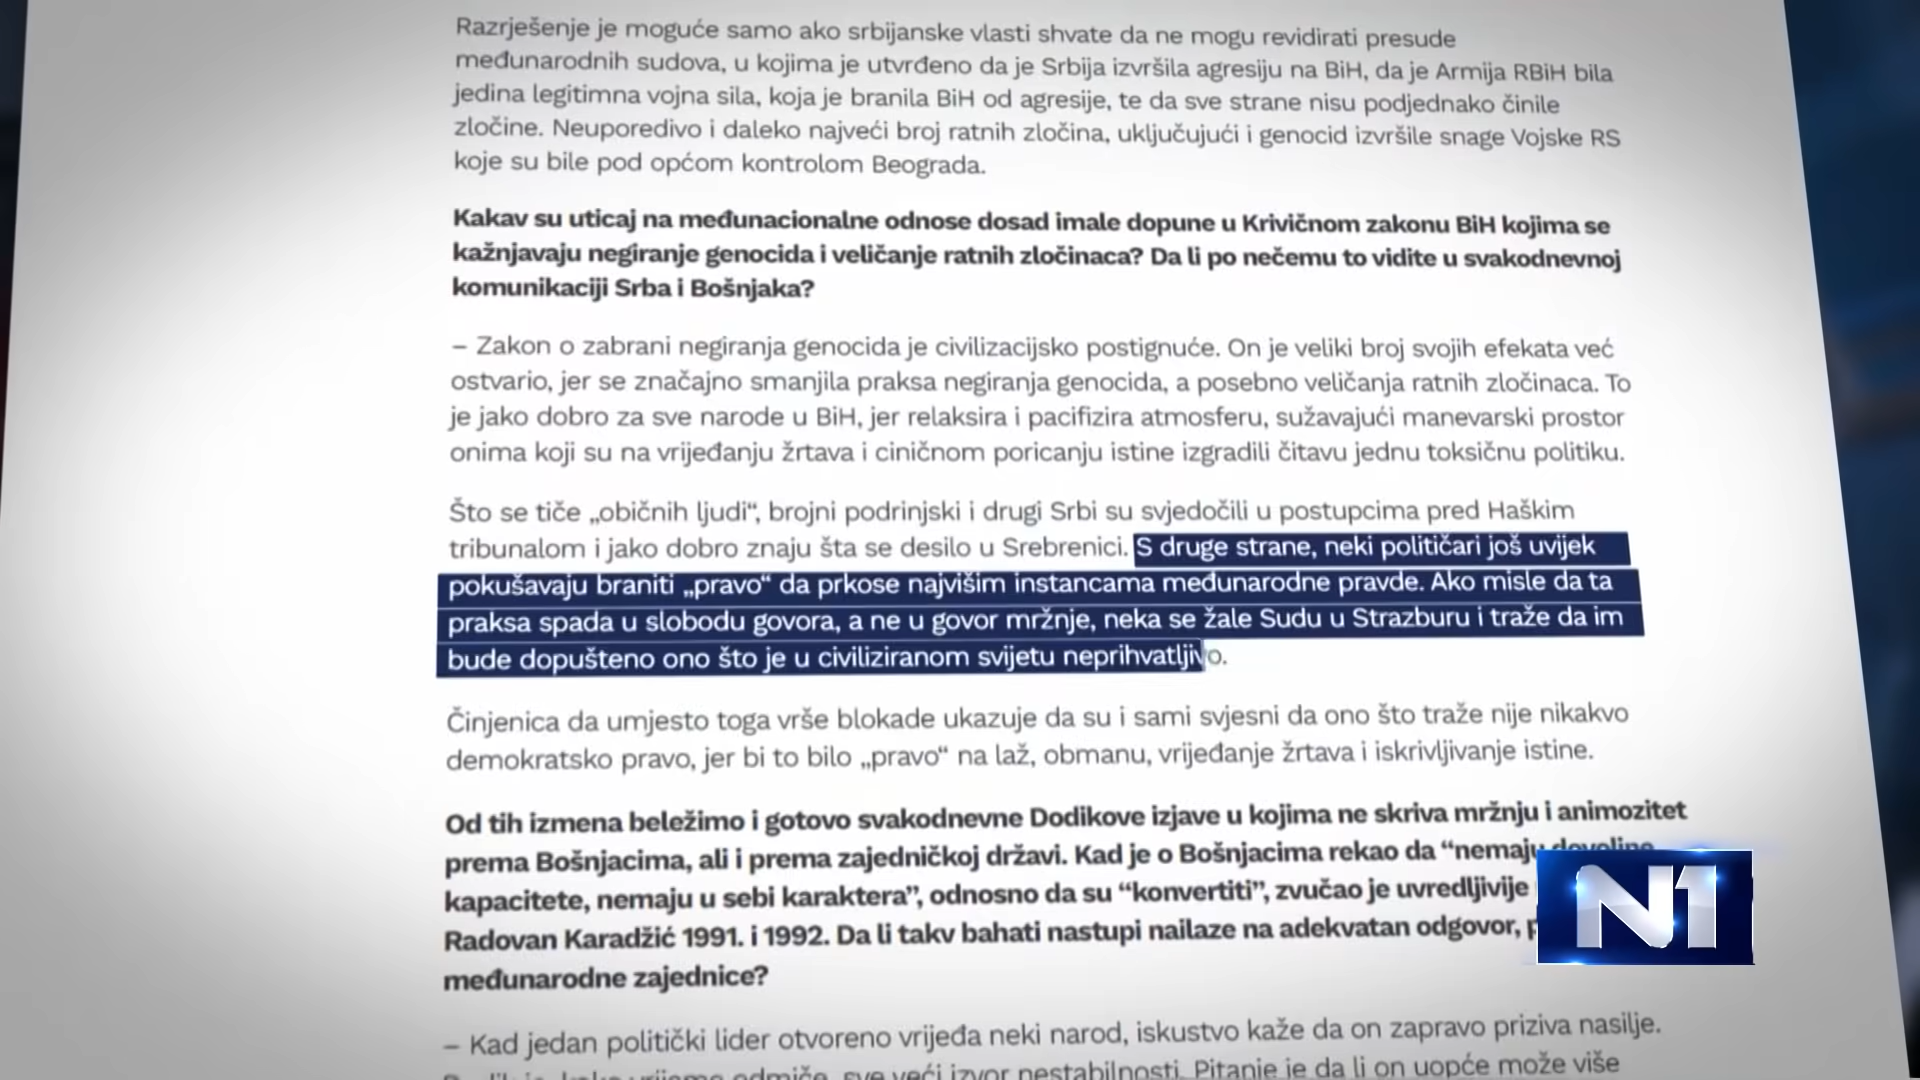 Razrješenje je moguće samo ako srbijanske vlasti shvate da ne mogu revidirati presude
međunarodnih sudova, u kojima je utvrđeno da je Srbija izvršila agresiju na BiH, da je Armija RBiH bila
jedina legitimna vojna sila, koja je branila BiH od agresije, te da sve strane nisu podjednako činile
zločine. Neuporedivo i daleko najveći broj ratnih zločina, uključujući i genocid izvršile snage Vojske RS
koje su bile pod općom kontrolom Beograda.
Kakav su uticaj na međunacionalne odnose dosad imale dopune u Krivičnom zakonu BiH kojima se
kažnjavaju negiranje genocida i veličanje ratnih zločinaca? Da li po nečemu to vidite u svakodnevnoj
komunikaciji Srba i Bošnjaka?
– Zakon o zabrani negiranja genocida je civilizacijsko postignuće. On je veliki broj svojih efekata već
ostvario, jer se značajno smanjila praksa negiranja genocida, a posebno veličanja ratnih zločinaca. To
je jako dobro za sve narode u BiH, jer relaksira i pacifizira atmosferu, sužavajući manevarski prostor
onima koji su na vrijeđanju žrtava i ciničnom poricanju istine izgradili čitavu jednu toksičnu politiku.
Što se tiče „običnih ljudi“, brojni podrinjski i drugi Srbi su svjedočili u postupcima pred Haškim
tribunalom i jako dobro znaju šta se desilo u Srebrenici. S druge strane, neki političari još uvijek
pokušavaju braniti „pravo“ da prkose najvišim instancama međunarodne pravde. Ako misle da ta
praksa spada u slobodu govora, a ne u govor mržnje, neka se žale Sudu u Strazburu i traže da im
bude dopušteno ono što je u civiliziranom svijetu neprihvatljivo.
Činjenica da umjesto toga vrše blokade ukazuje da su i sami svjesni da ono što traže nije nikakvo
demokratsko pravo, jer bi to bilo „pravo“ na laž, obmanu, vrijeđanje žrtava i iskrivljivanje istine.
Od tih izmena beležimo i gotovo svakodnevne Dodikove izjave u kojima ne skriva mržnju i animozitet
prema Bošnjacima, ali i prema zajedničkoj državi. Kad je o Bošnjacima rekao da “nemaju dovoljno
kapacitete, nemaju u sebi karaktera”, odnosno da su “konvertiti”, zvučao je uvredljivije
Radovan Karadžić 1991. i 1992. Da li takv bahati nastupi nailaze na adekvatan odgovor,
međunarodne zajednice?
– Kad jedan politički lider otvoreno vrijeđa neki narod, iskustvo kaže da on zapravo priziva nasilje.
sve veći izvor nestabilnosti. Pitanje je da li on uopće može više
N1